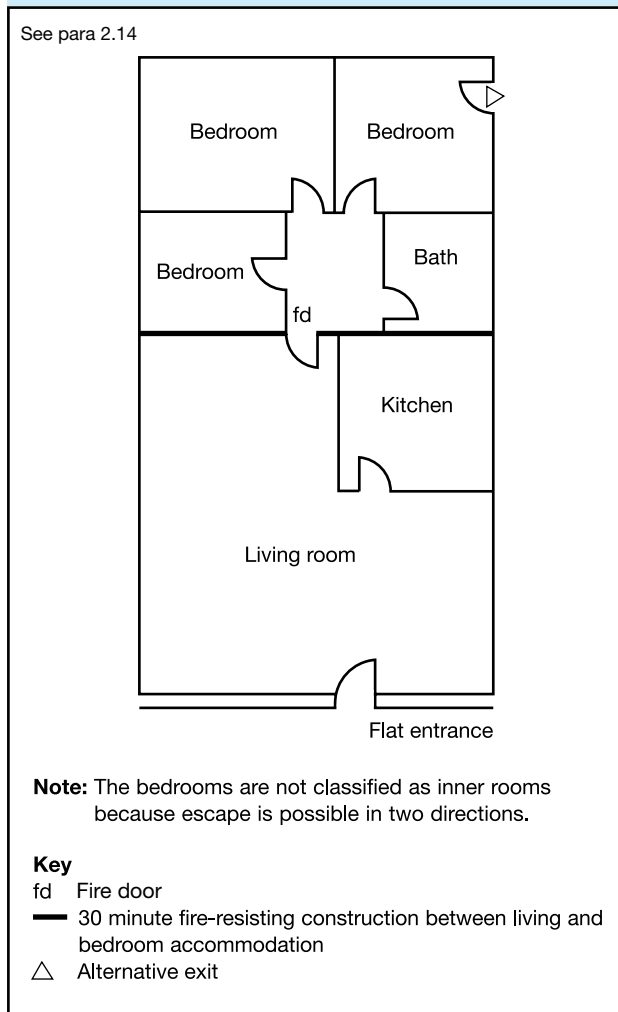 See para 2.14
Bedroom
Bedroom
Bedroom
Bath
fd
Kitchen
Living room
Flat entrance
Note: The bedrooms are not classified as inner rooms
because escape is possible in two directions.
Key
fd Fire door
30 minute fire-resisting construction between living and
bedroom accommodation
Alternative exit